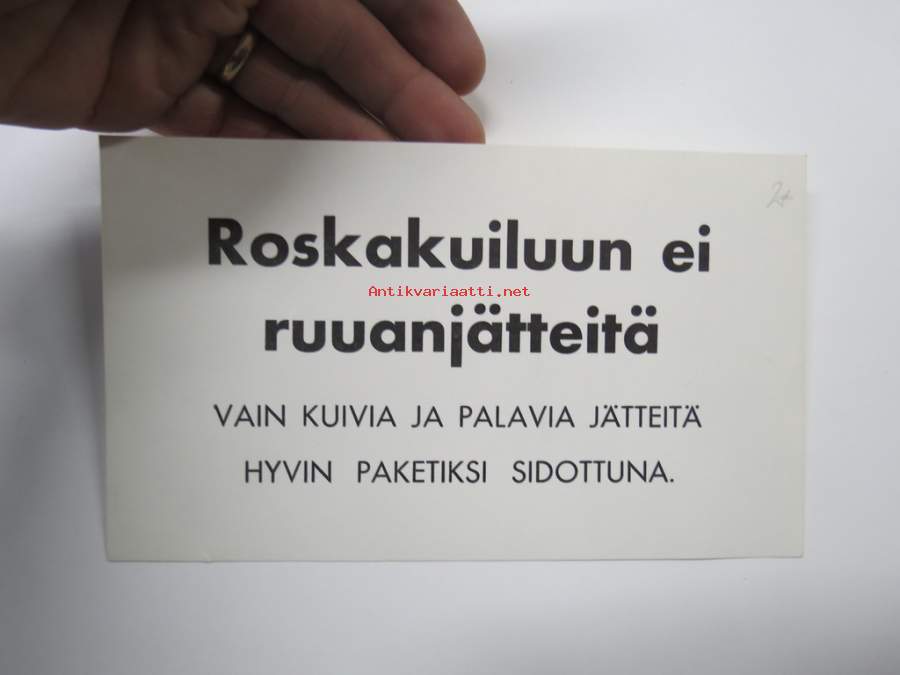 Roskakuiluun ei
Antikvariaatti.net
ruuanjätteitä
VAIN KUIVIA JA PALAVIA JÄTTEITÄ
HYVIN PAKETIKSI SIDOTTUNA.